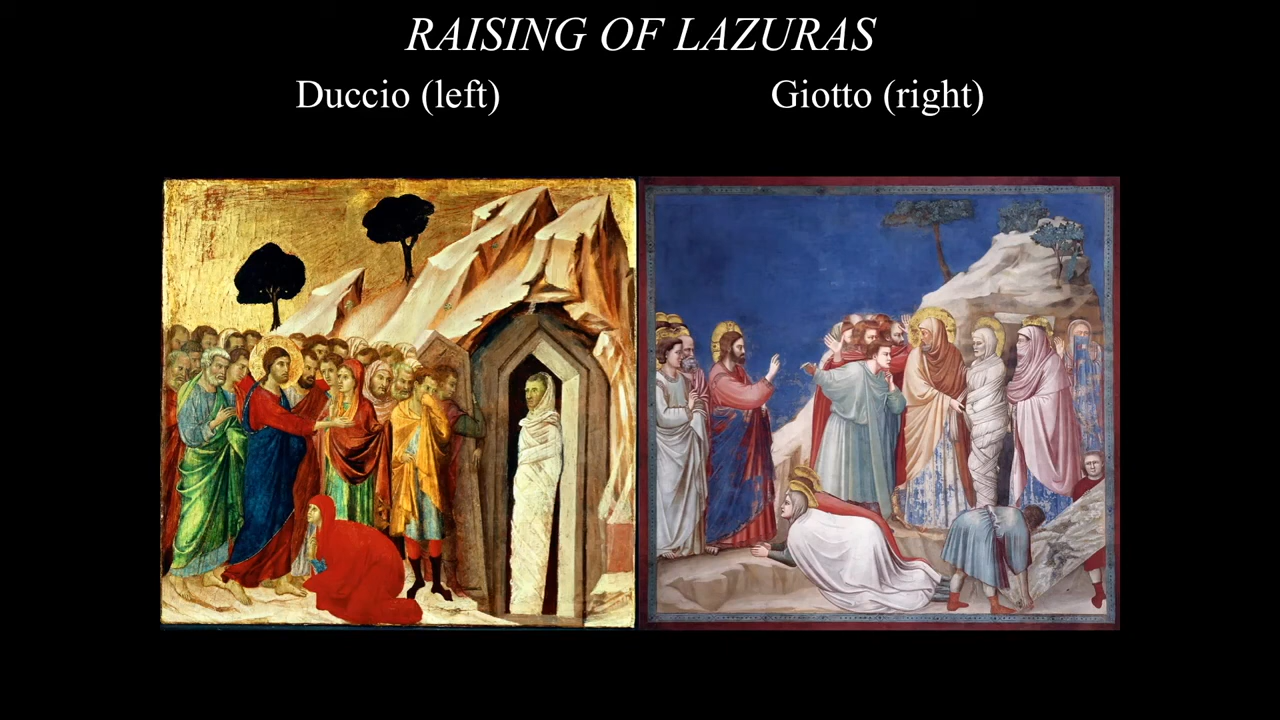 RAISING OF LAZURAS
Duccio (left)
Giotto (right)